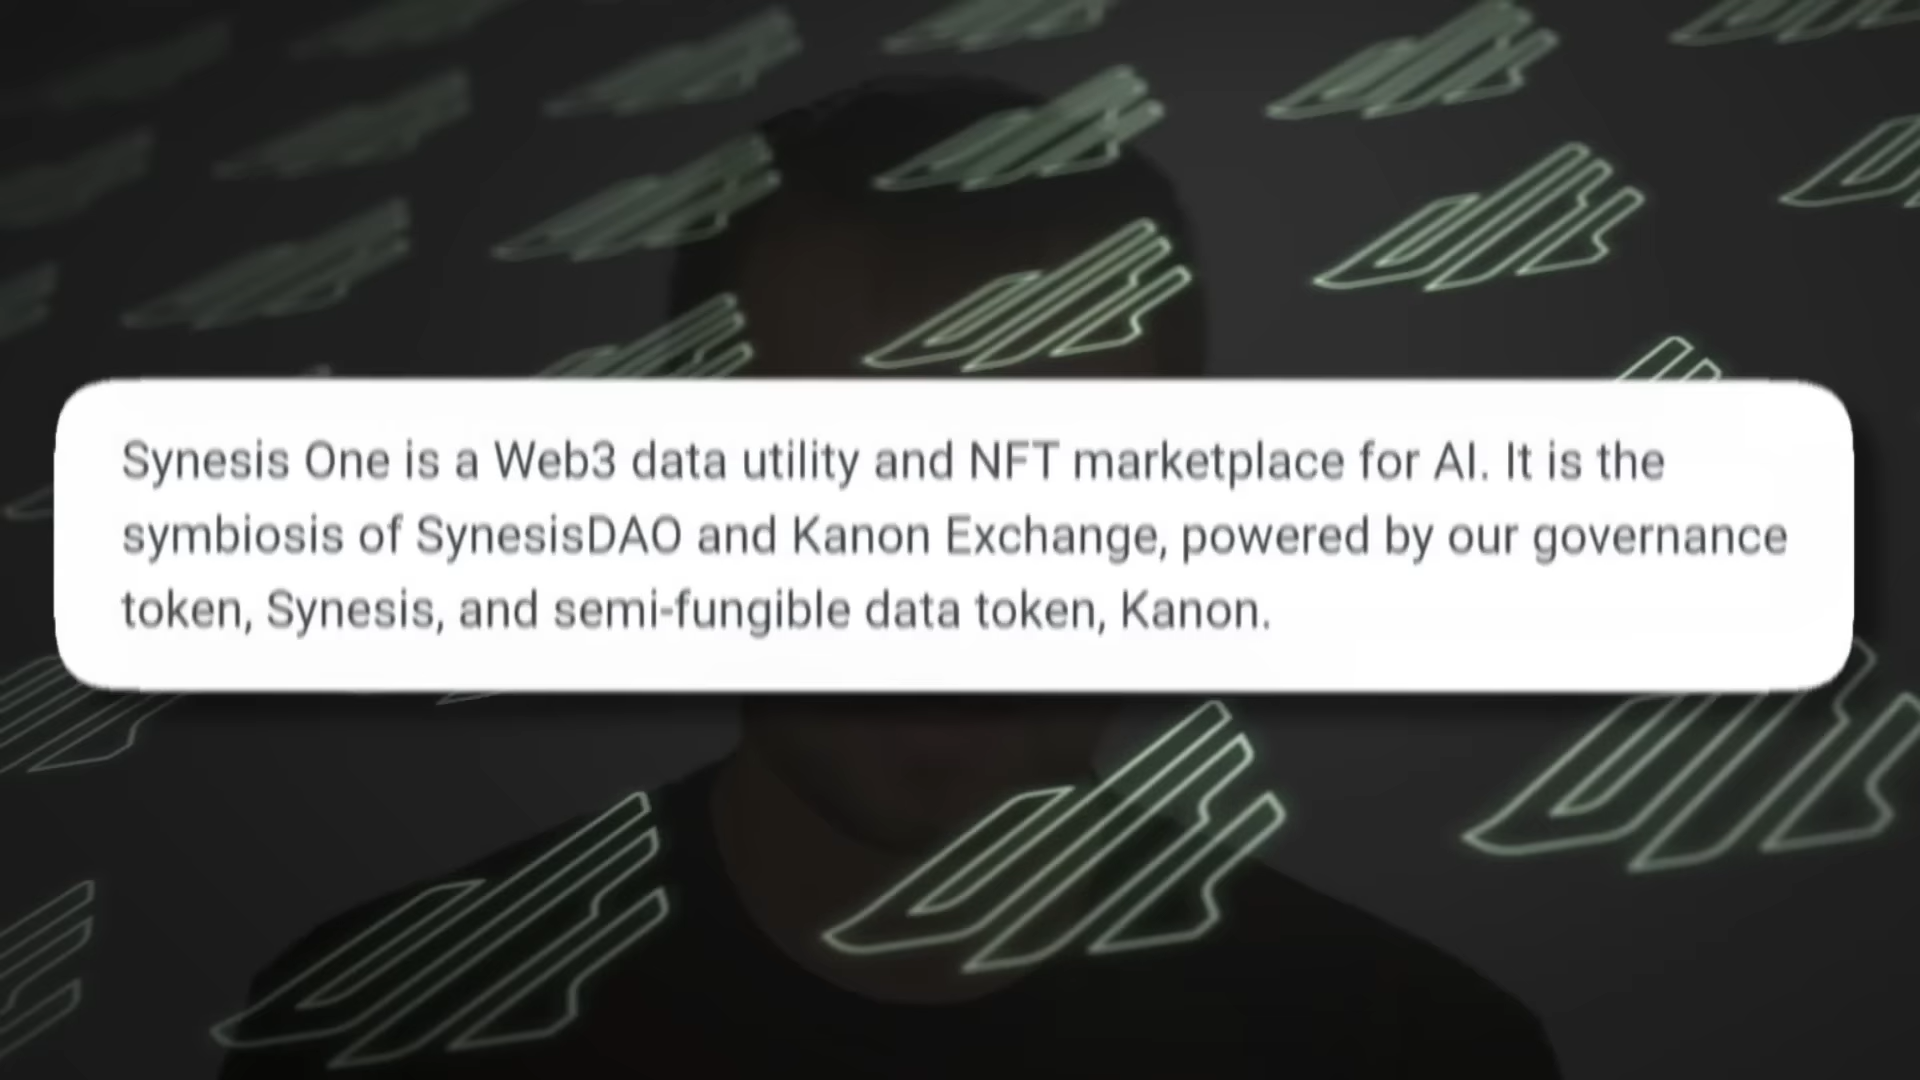 Synesis One is a Web3 data utility and NFT marketplace for AI. It is the
symbiosis of SynesisDAO and Kanon Exchange, powered by our governance
token, Synesis, and semi-fungible data token, Kanon.